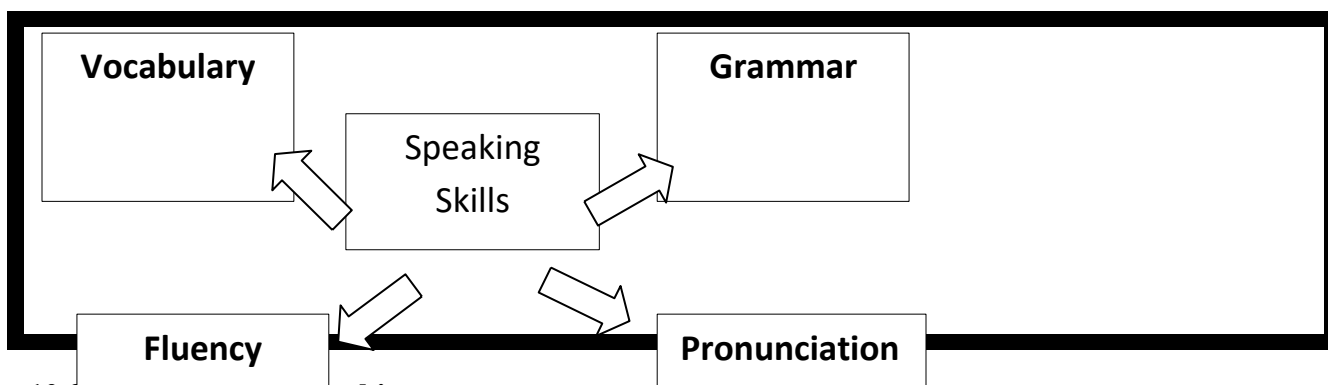 Vocabulary
Grammar
Speaking
Skills
Fluency
Pronunciation